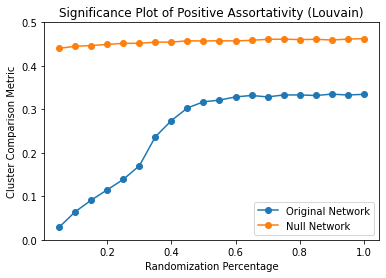 Significance Plot of Positive Assortativity (Louvain)
Cluster Comparison Metric
0.5
0.4
0.3
0.2
0.1
0.0
0.2
0.4
0.6
0.8
1.0
Randomization Percentage
Original Network
Null Network